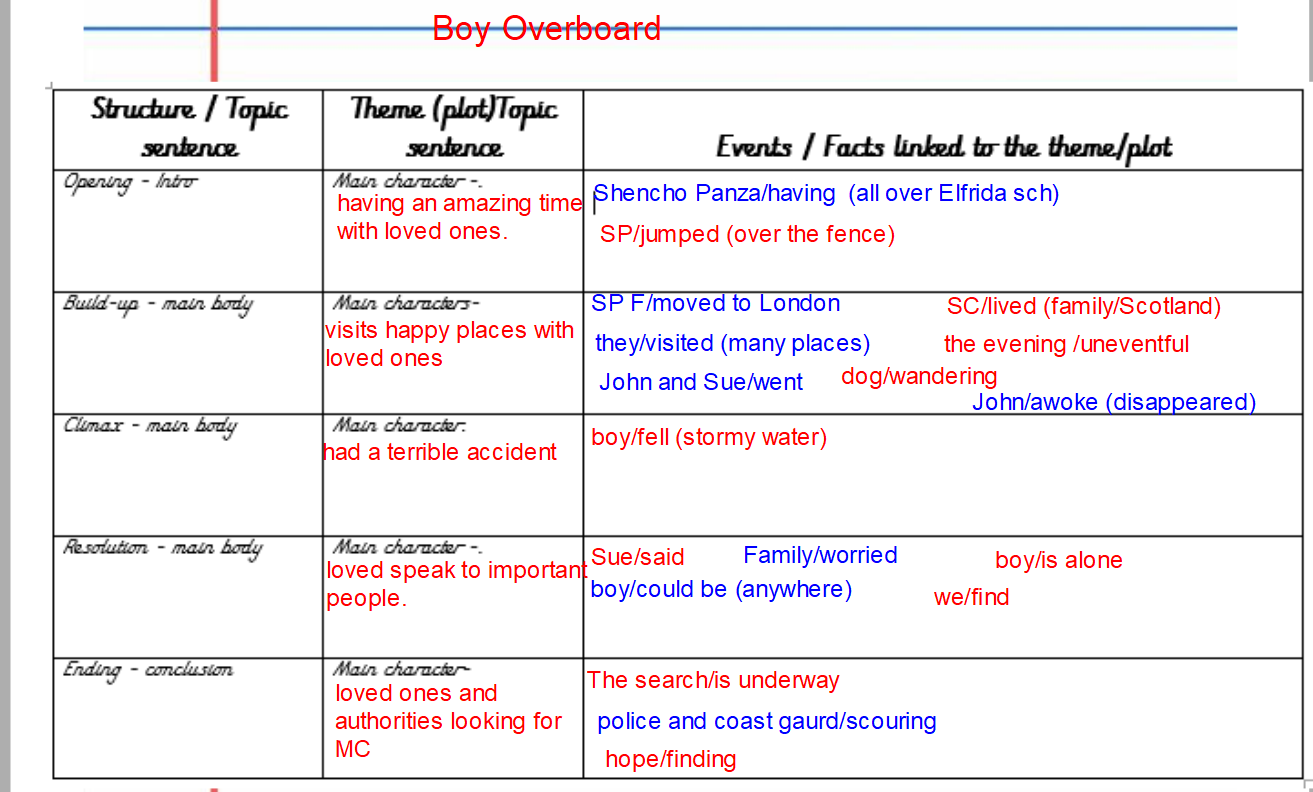 Boy Overboard
Structure / Topic sentence
Theme (plot)Topic sentence
Events / Facts linked to the theme/plot
Opening - Intro
Main character -.
having an amazing time
with loved ones.
Shencho Panza/having (all over Elfrida sch)
SP/jumped (over the fence)
Build-up - main body
Main characters-
visits happy places with
loved ones
SP F/moved to London
SC/lived (family/Scotland)
they/visited (many places)
the evening /uneventful
John and Sue/went
dog/wandering
John/awoke (disappeared)
Climax - main body
Main character:
had a terrible accident
boy/fell (stormy water)
Resolution - main body
Main character -.
loved speak to important
people.
Sue/said
Family/worried
boy/is alone
boy/could be (anywhere)
we/find
Ending - conclusion
Main character-
loved ones and
authorities looking for
MC
The search/is underway
police and coast gaurd/scouring
hope/finding